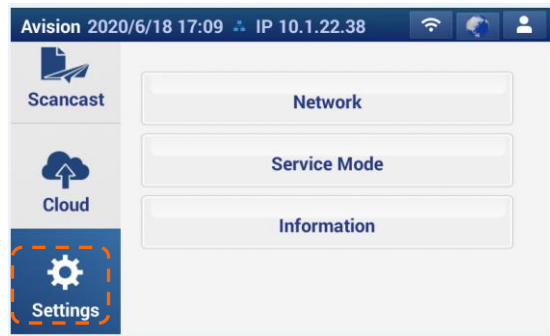 Avision 2020/6/18 17:09 IP 10.1.22.38
Scancast
Network
Service Mode
Cloud
Information
Settings